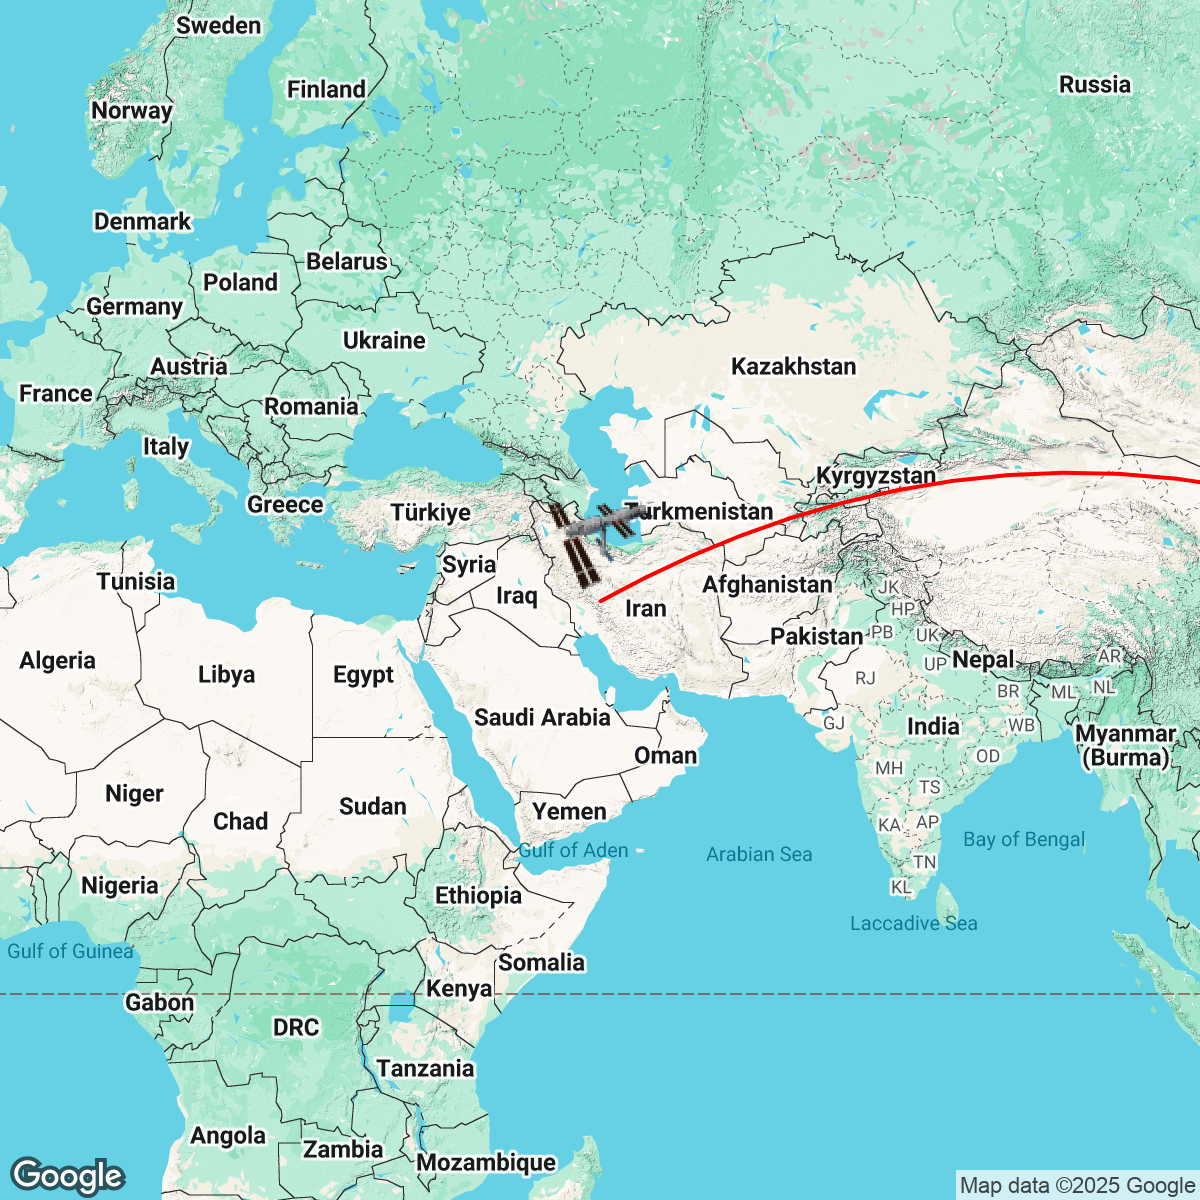 Sweden
Finland
Russia
Norway
Denmark
Belarus
Poland
Germany
Ukraine
Austria
Kazakhstan
France
Romania
Italy
Kyrgyzstan
Greece
Türkiye
Turkmenistan
Syria
Tunisia
Afghanistan
JK
Iraq
Iran
HP
PB
UK
Pakistan
Algeria
Libya
Egypt
UP
Nepal
AR
RJ
BR
ML
NL
Saudi Arabia
GJ
India
WB
Myanmar
(Burma)
Oman
OD
MH
TS
Niger
Sudan
Yemen
Chad
KA
AP
Bay of Bengal
Gulf of Aden
Arabian Sea
TN
Nigeria
KL
Ethiopia
Laccadive Sea
Gulf of Guinea
Somalia
Kenya
Gabon
DRC
Tanzania
Angola
Zambia
Mozambique
Google
Map data ©2025 Google